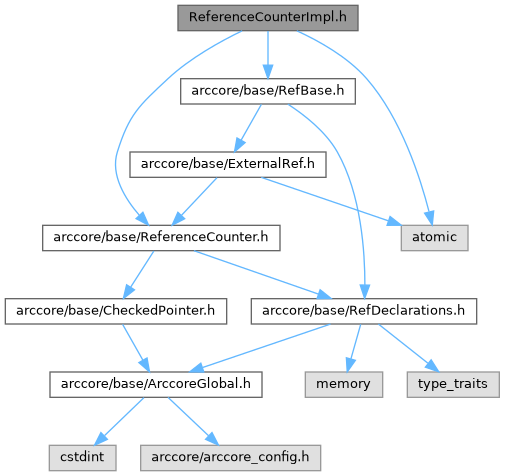 ReferenceCounterImpl.h
arccore/base/RefBase.h
arccore/base/ExternalRef.h
arccore/base/ReferenceCounter.h
atomic
arccore/base/CheckedPointer.h
arccore/base/RefDeclarations.h
arccore/base/ArccoreGlobal.h
memory
type_traits
cstdint
arccore/arccore_config.h